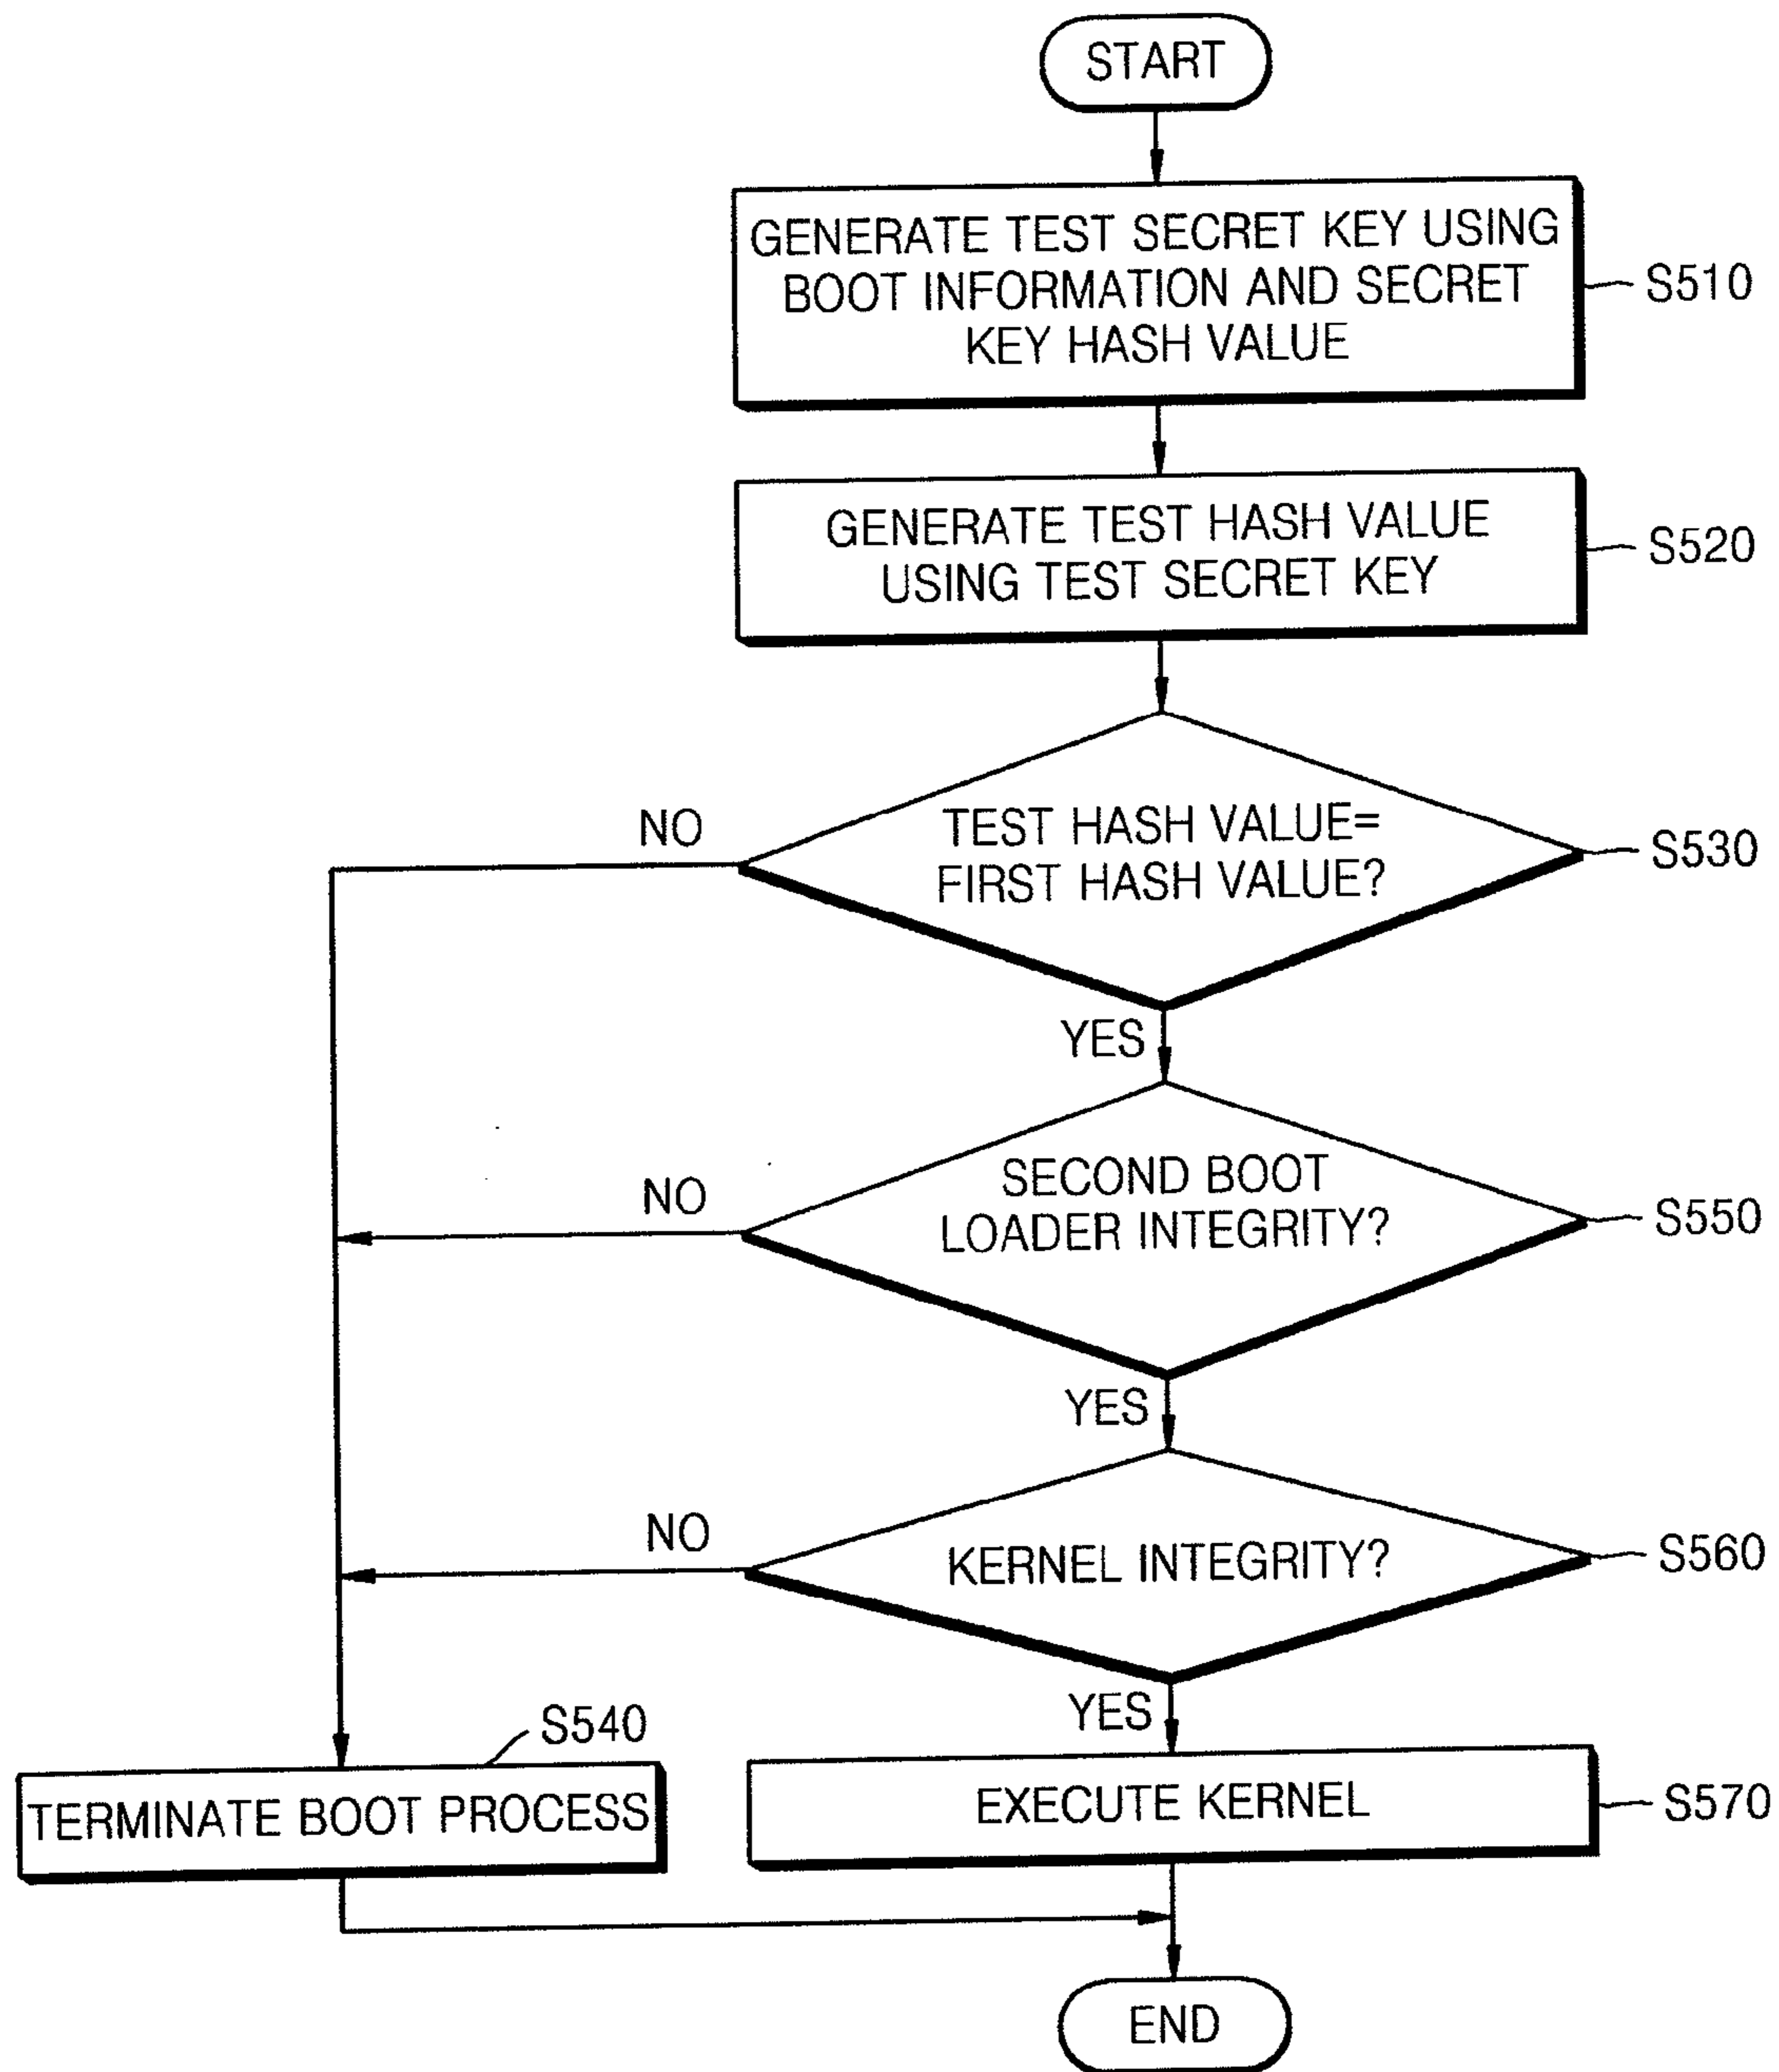 START
GENERATE TEST SECRET KEY USING
BOOT INFORMATION AND SECRET
KEY HASH VALUE
S510
GENERATE TEST HASH VALUE
USING TEST SECRET KEY
S520
TEST HASH VALUE=
FIRST HASH VALUE?
S530
NO
YES
SECOND BOOT
LOADER INTEGRITY?
S550
NO
YES
KERNEL INTEGRITY?
S560
NO
YES
S540
TERMINATE BOOT PROCESS
EXECUTE KERNEL
S570
END